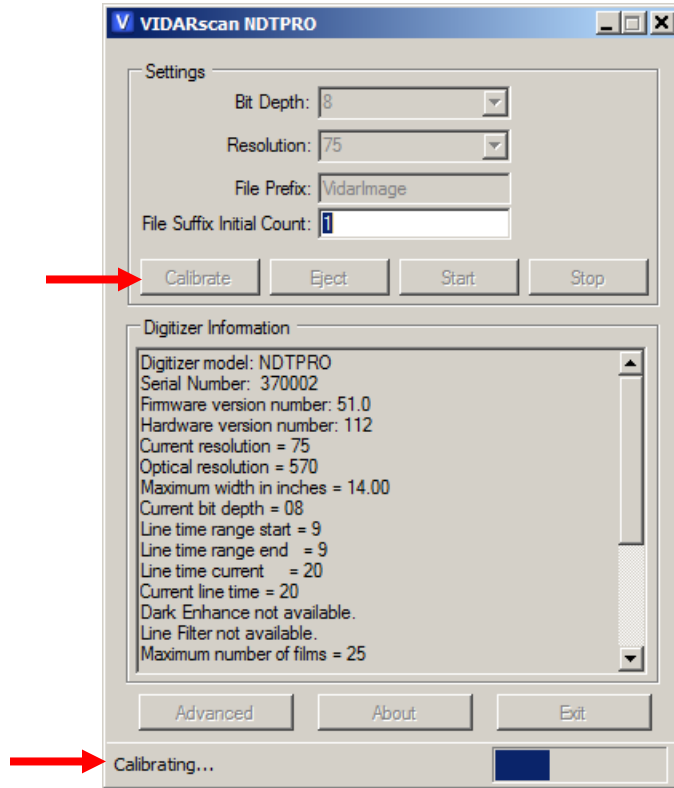 V VIDARscan NDTPRO
Settings
Bit Depth: 8
Resolution: 75
File Prefix: VidarImage
File Suffix Initial Count: 1
Calibrate Eject Start Stop
Digitizer Information
Digitizer model: NDTPRO
Serial Number: 370002
Firmware version number: 51.0
Hardware version number: 112
Current resolution = 75
Optical resolution = 570
Maximum width in inches = 14.00
Current bit depth = 08
Line time range start = 9
Line time range end = 9
Line time current = 20
Current line time = 20
Dark Enhance not available.
Line Filter not available.
Maximum number of films = 25
Advanced About Exit
Calibrating...